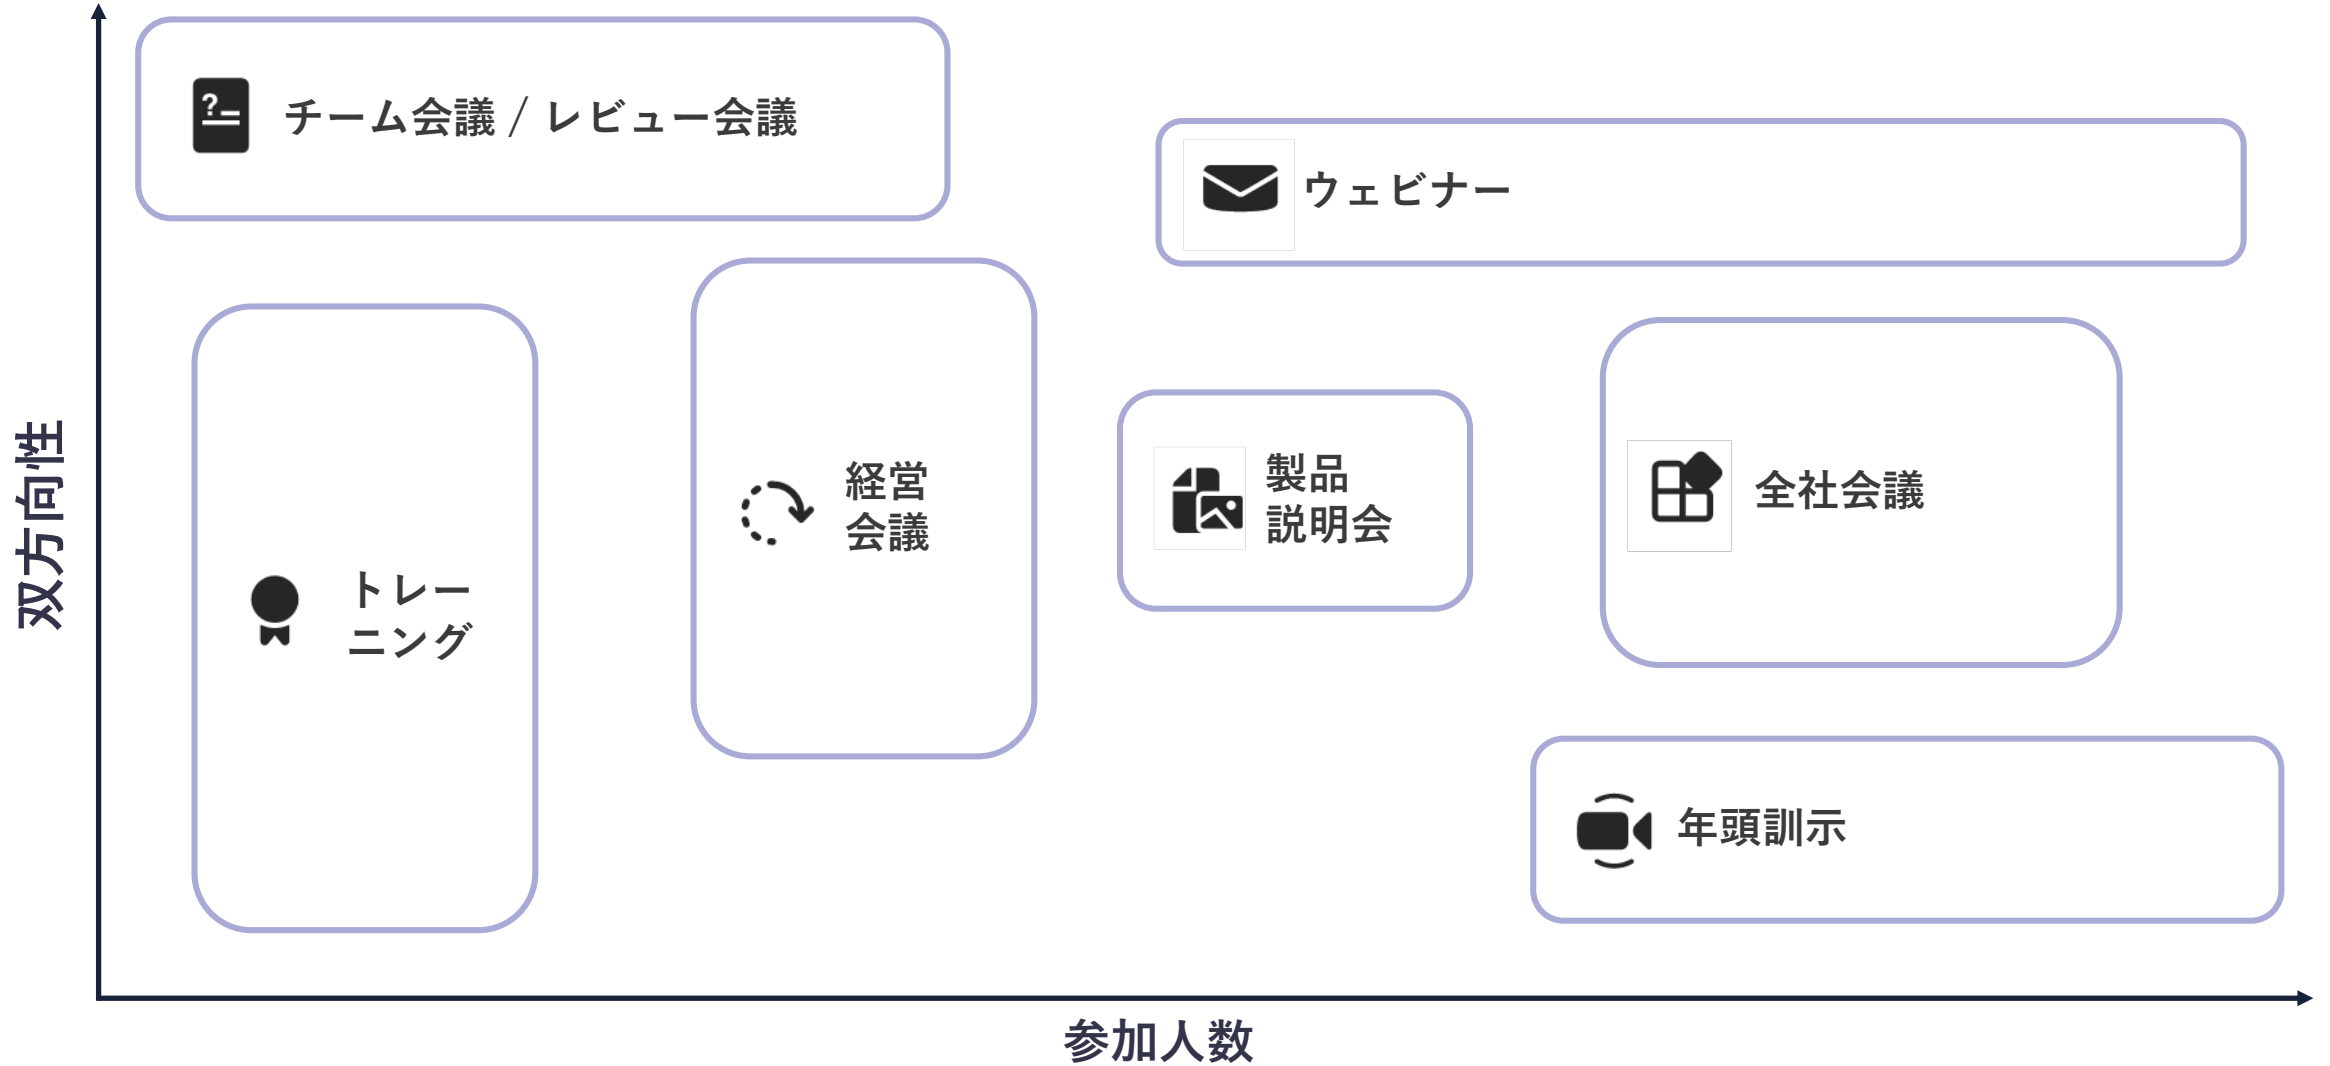 チーム会議 / レビュー会議
ウェビナー
経営
会議
製品
説明会
全社会議
トレー
ニング
年頭訓示
双方向性
参加人数
?